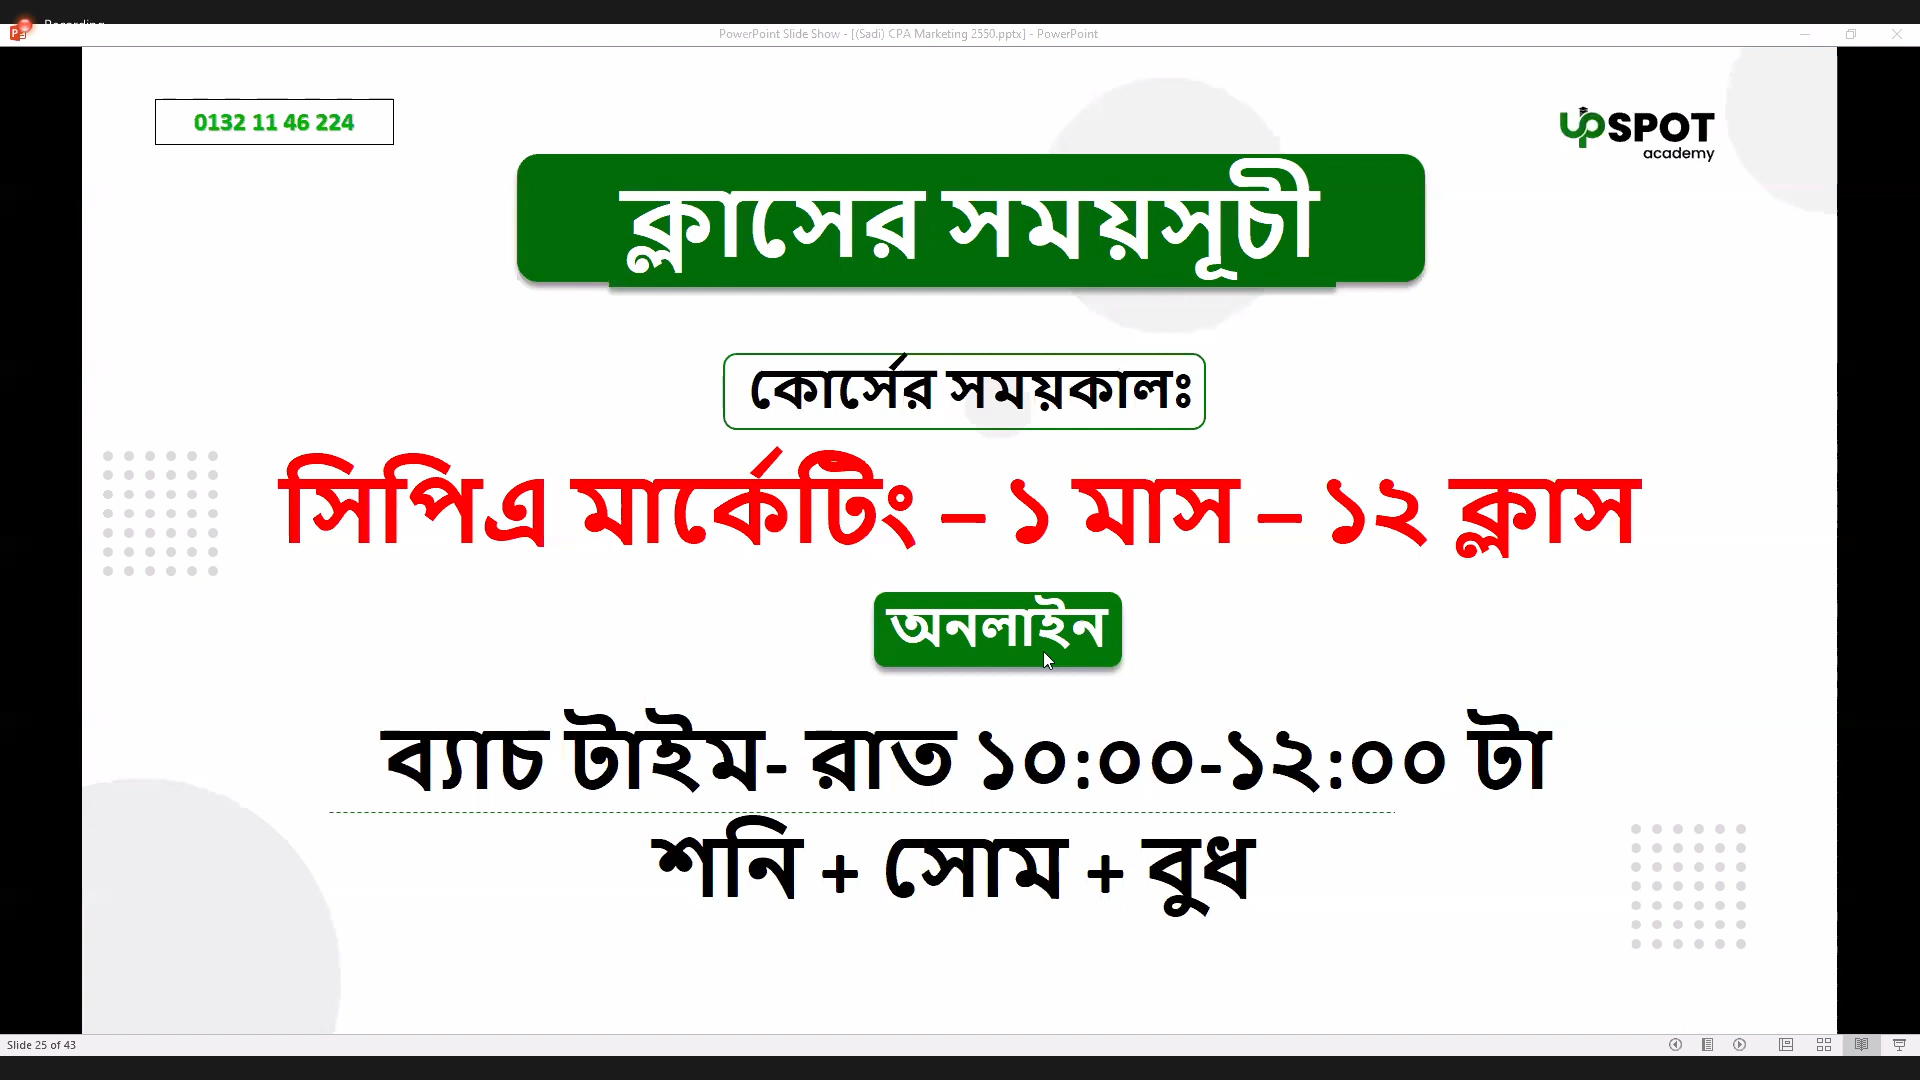 PowerPoint Slide Show - [(Sadi) CPA Marketing 2550.pptx] - PowerPoint
0132 11 46 224
upSPOT
academy
ক্লাসের সময়সূচী
কোর্সের সময়কালঃ
সিপিএ মার্কেটিং – ১ মাস – ১২ ক্লাস
অনলাইন
ব্যাচ টাইম- রাত ১০:০০-১২:০০ টা
শনি + সোম + বুধ
Slide 25 of 43